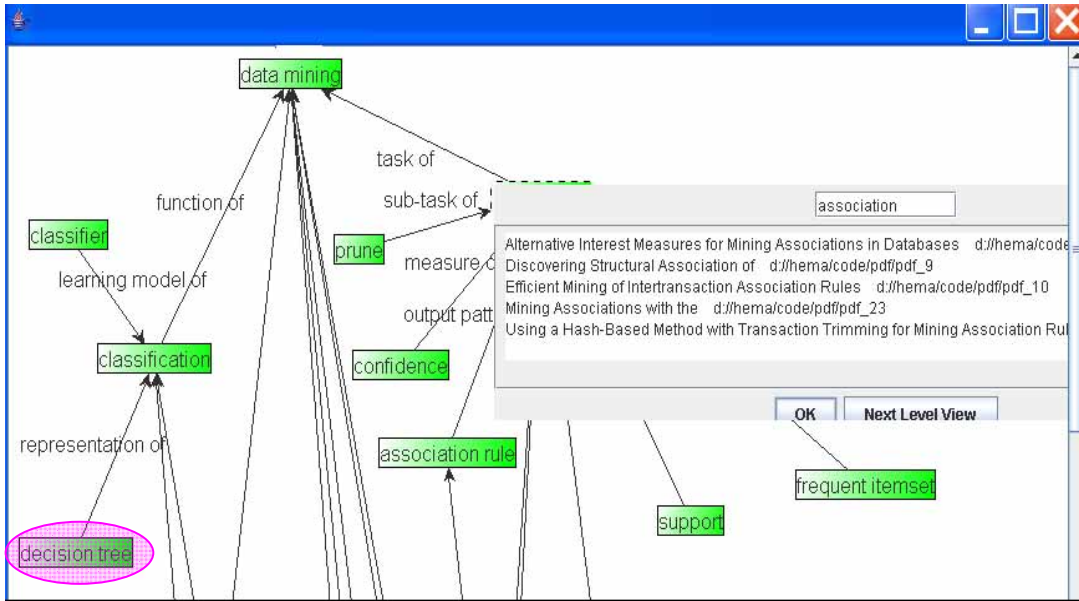 data mining
task of
function of
sub-task of
association
classifier
prune
measure o
Alternative Interest Measures for Mining Associations in Databases d://hema/code
Discovering Structural Association of d://hema/code/pdf/pdf_9
learning model of
Efficient Mining of Intertransaction Association Rules d://hema/code/pdf/pdf_10
output patt
Mining Associations with the d://hema/code/pdf/pdf_23
Using a Hash-Based Method with Transaction Trimming for Mining Association Rul
classification
confidence
OK Next Level View
representation of
association rule
frequent itemset
support
decision tree